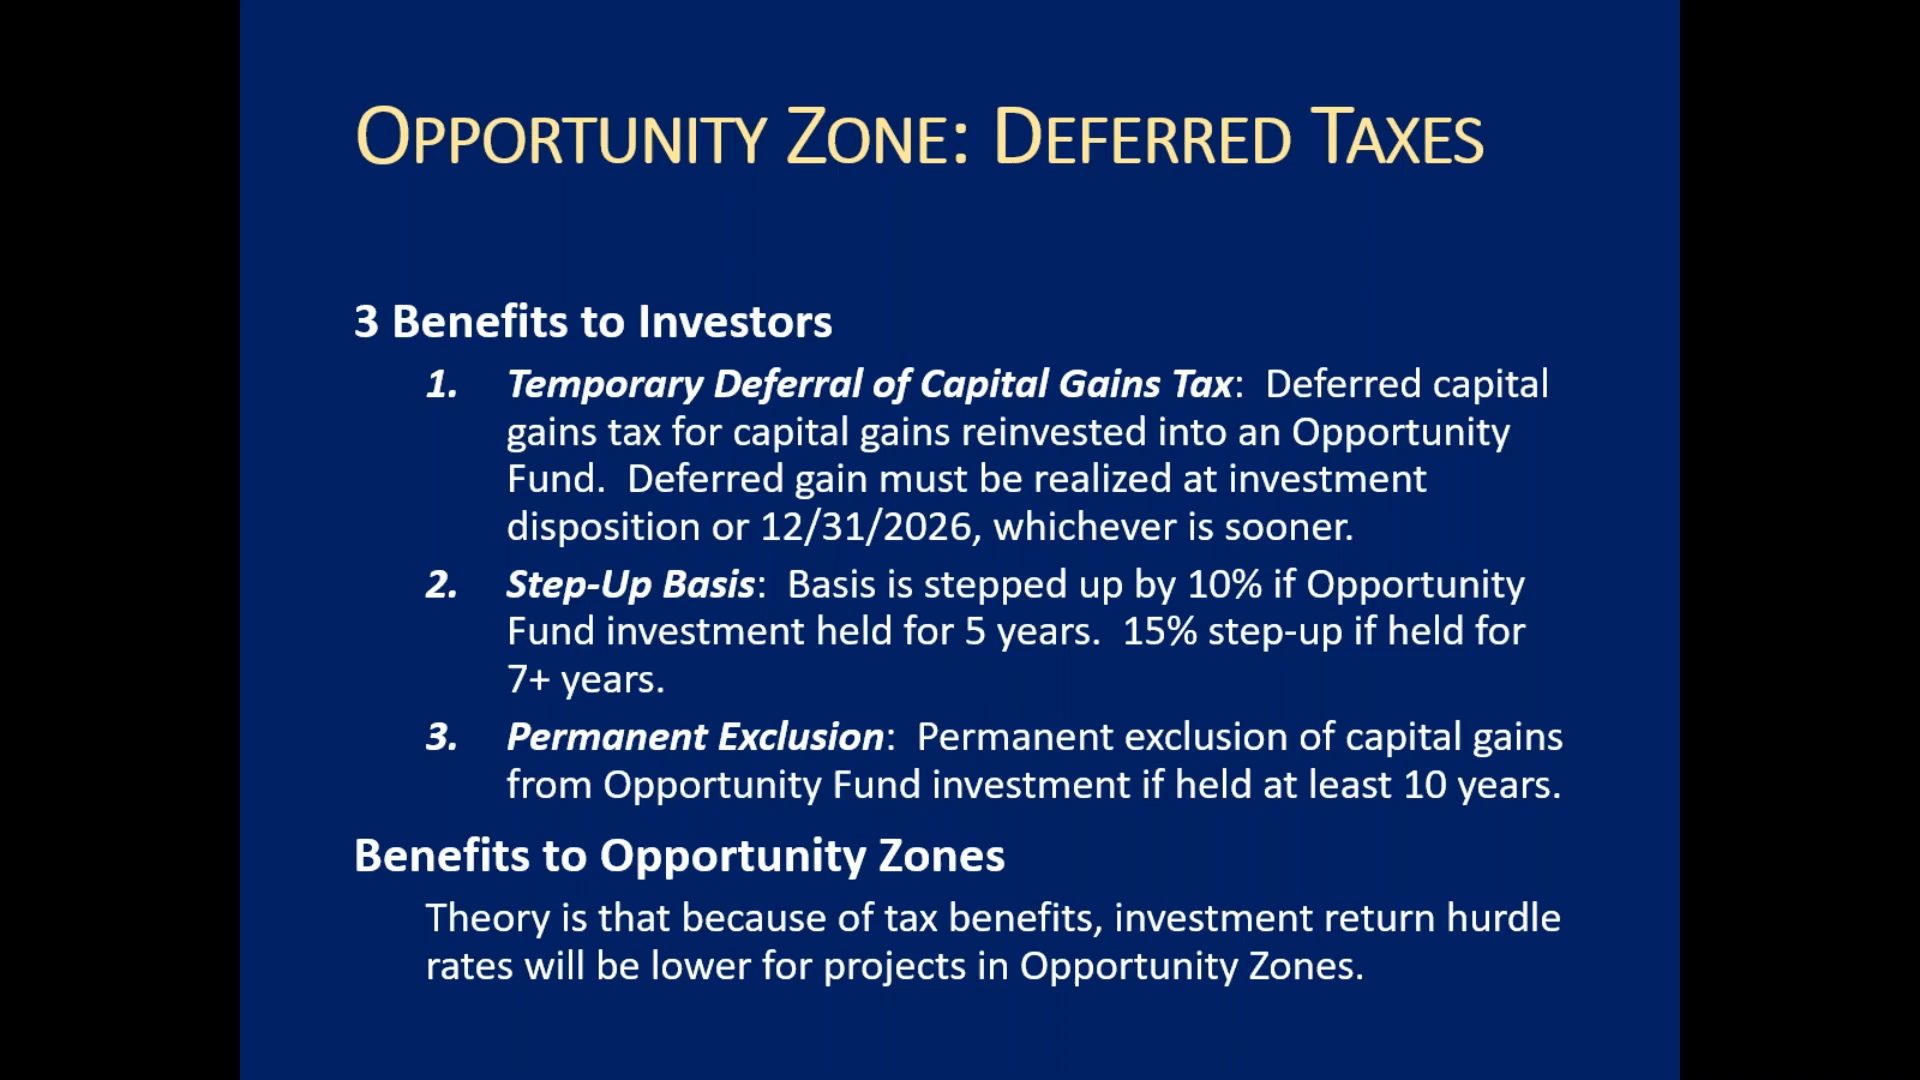 OPPORTUNITY ZONE: DEFERRED TAXES
3 Benefits to Investors
1. Temporary Deferral of Capital Gains Tax: Deferred capital
gains tax for capital gains reinvested into an Opportunity
Fund. Deferred gain must be realized at investment
disposition or 12/31/2026, whichever is sooner.
2. Step-Up Basis: Basis is stepped up by 10% if Opportunity
Fund investment held for 5 years. 15% step-up if held for
7+ years.
3. Permanent Exclusion: Permanent exclusion of capital gains
from Opportunity Fund investment if held at least 10 years.
Benefits to Opportunity Zones
Theory is that because of tax benefits, investment return hurdle
rates will be lower for projects in Opportunity Zones.